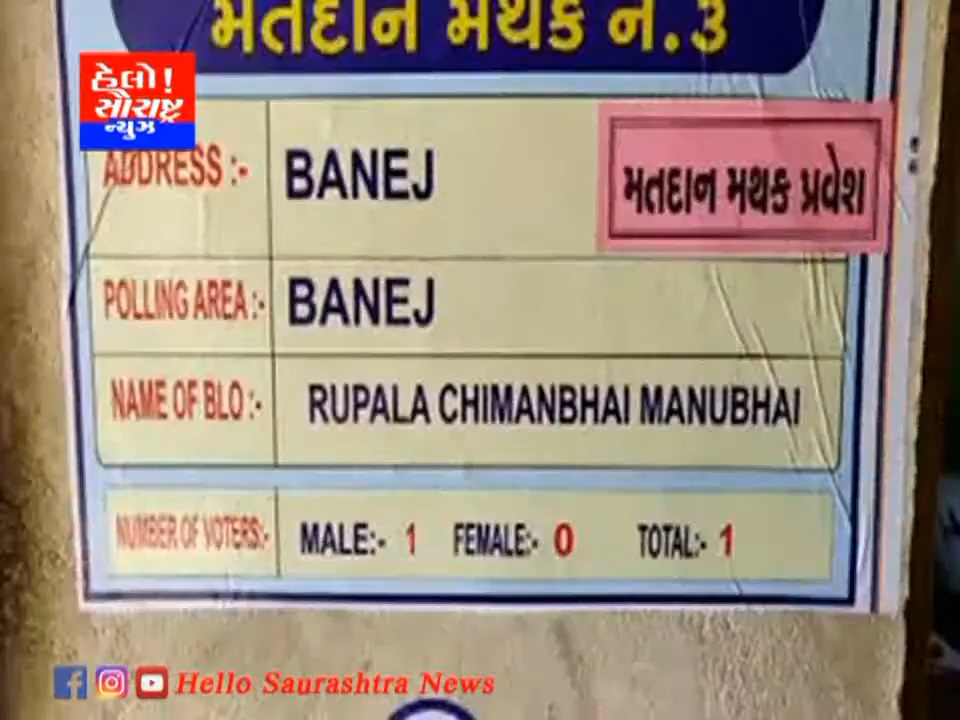 મતદાન મથક નં.૩
હેલો!
સૌરાષ્ટ્ર
ન્યુઝ
ADDRESS :- BANEJ
મતદાન મથક પ્રવેશ
POLLING AREA :- BANEJ
NAME OF BLO :- RUPALA CHIMANBHAI MANUBHAI
NUMBER OF VOTERS:- MALE:- 1 FEMALE:- 0 TOTAL:- 1
Hello Saurashtra News